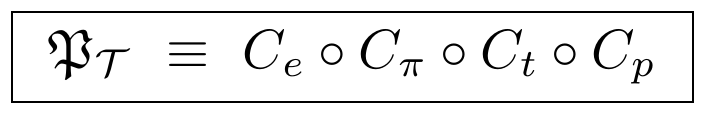 𝔓_𝒯 ≡ C_e ∘ C_π ∘ C_t ∘ C_p